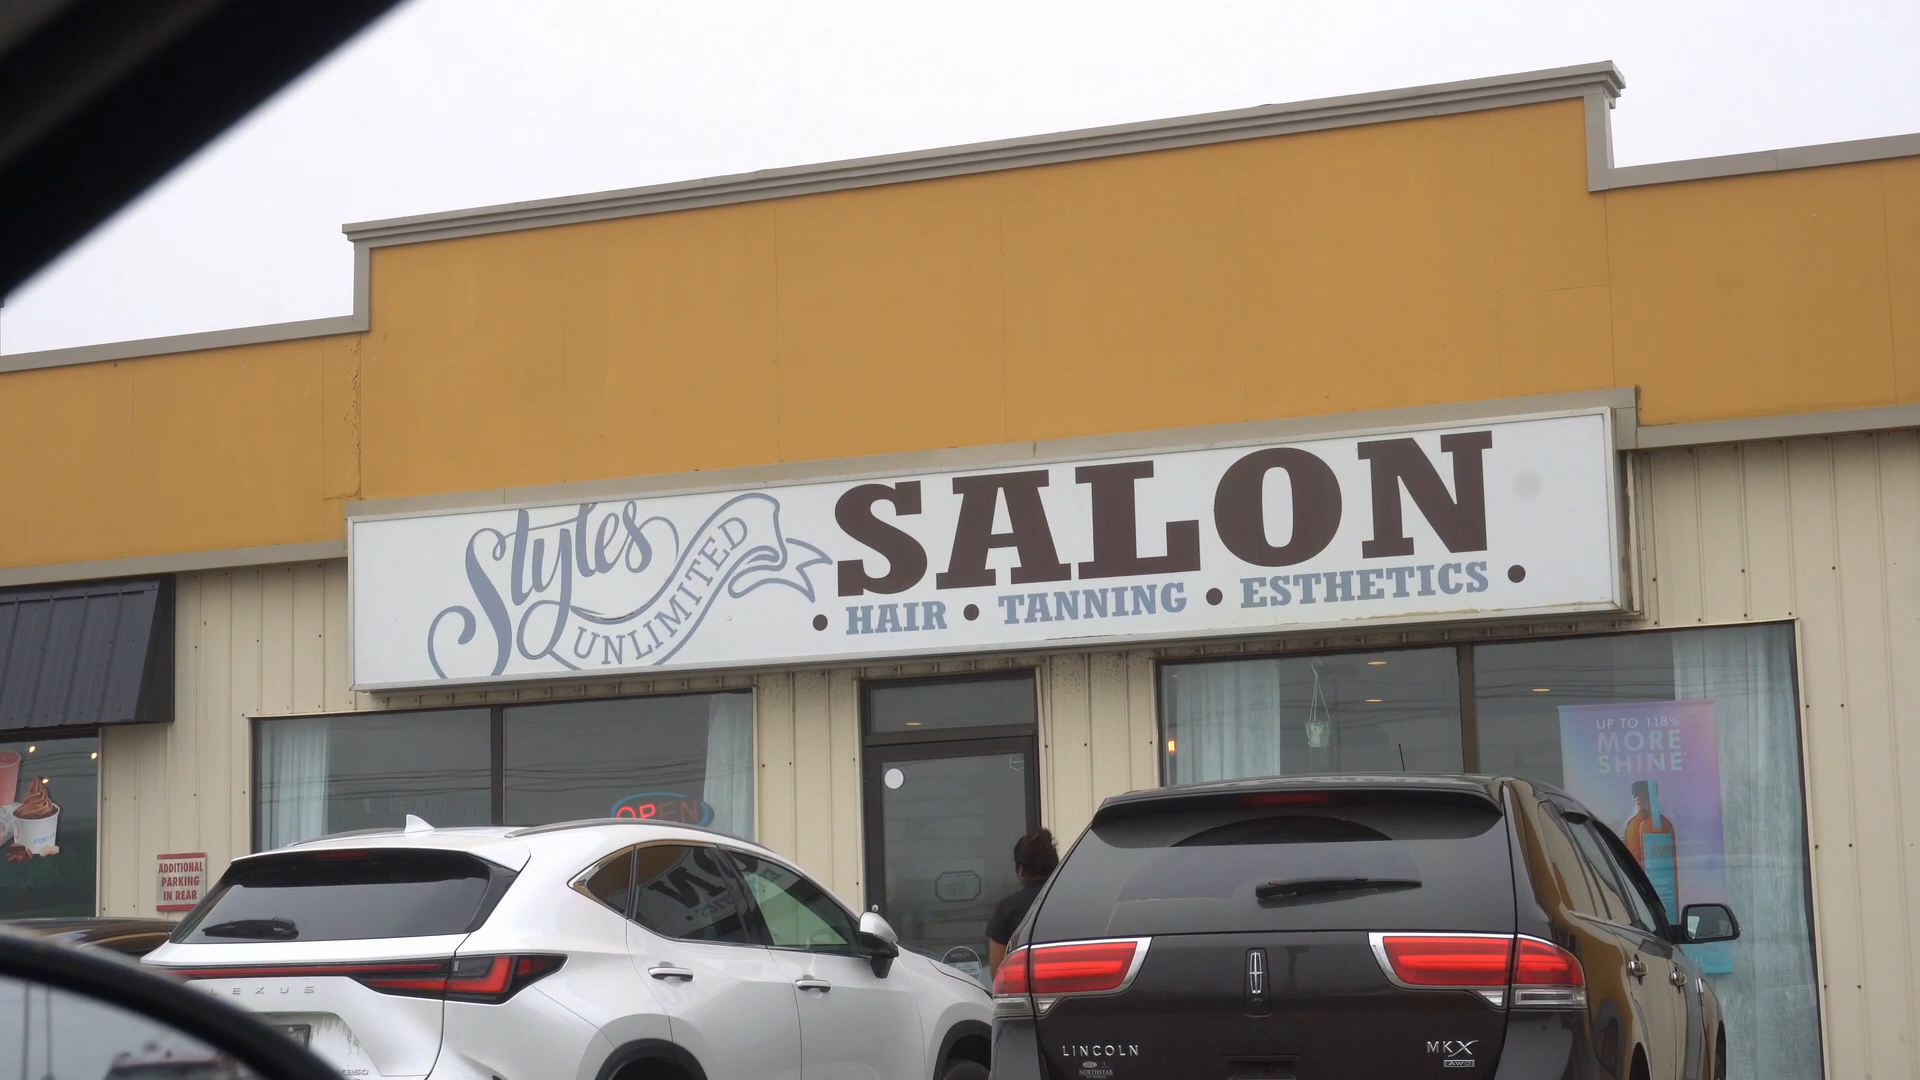 Styles
UNLIMITED
SALON
• HAIR • TANNING • ESTHETICS •
OPEN
UP TO 118%
MORE
SHINE
ADDITIONAL
PARKING
IN REAR
LEXUS
LINCOLN
MKX
AWD
NORTHSTAR